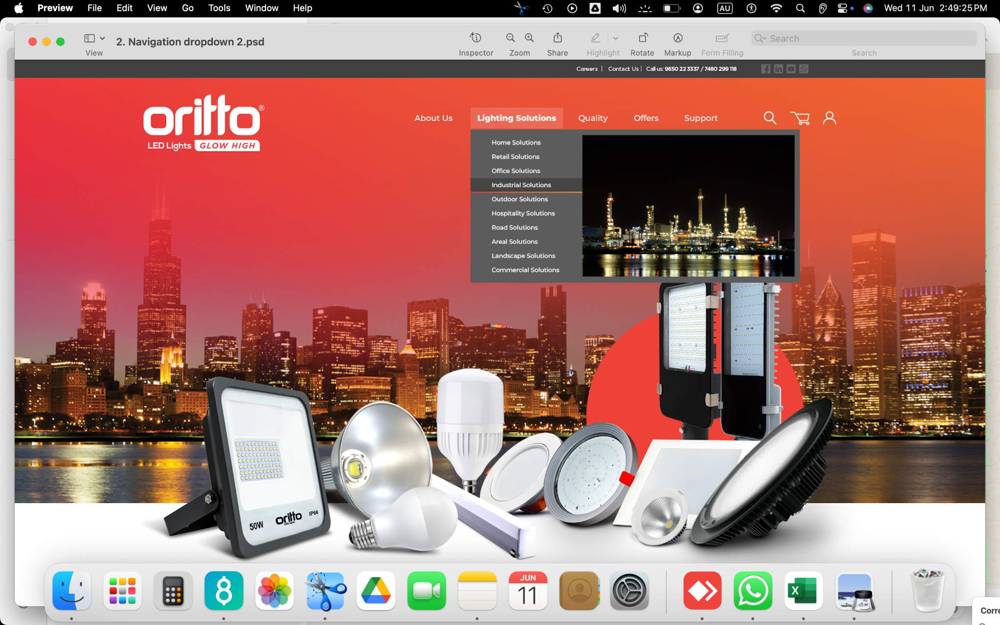 Preview File Edit View Go Tools Window Help AU Wed 11 Jun 2:49:25 PM
2. Navigation dropdown 2.psd
Search
View Inspector Zoom Share Highlight Rotate Markup Form Filling Search
Careers | Contact Us | Call us: 9650 22 3337 / 7480 299 118
oritto®
LED Lights GLOW HIGH
About Us Lighting Solutions Quality Offers Support
Home Solutions
Retail Solutions
Office Solutions
Industrial Solutions
Outdoor Solutions
Hospitality Solutions
Road Solutions
Areal Solutions
Landscape Solutions
Commercial Solutions
50W oritto IP66
LED Lights
JUN
11
X
Corre